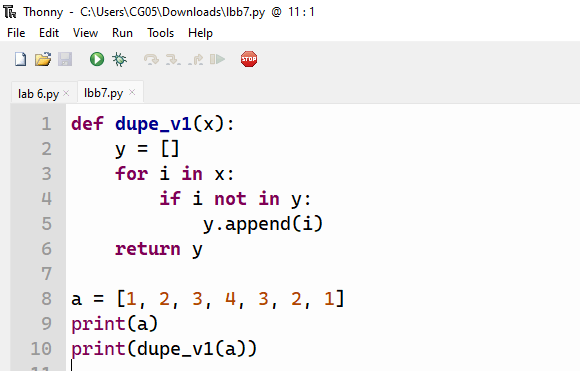 Thonny - C:\Users\CG05\Downloads\lbb7.py @ 11 : 1
File Edit View Run Tools Help
STOP
lab 6.py × lbb7.py ×
1 def dupe_v1(x):
2     y = []
3     for i in x:
4         if i not in y:
5             y.append(i)
6     return y
7
8 a = [1, 2, 3, 4, 3, 2, 1]
9 print(a)
10 print(dupe_v1(a))
11